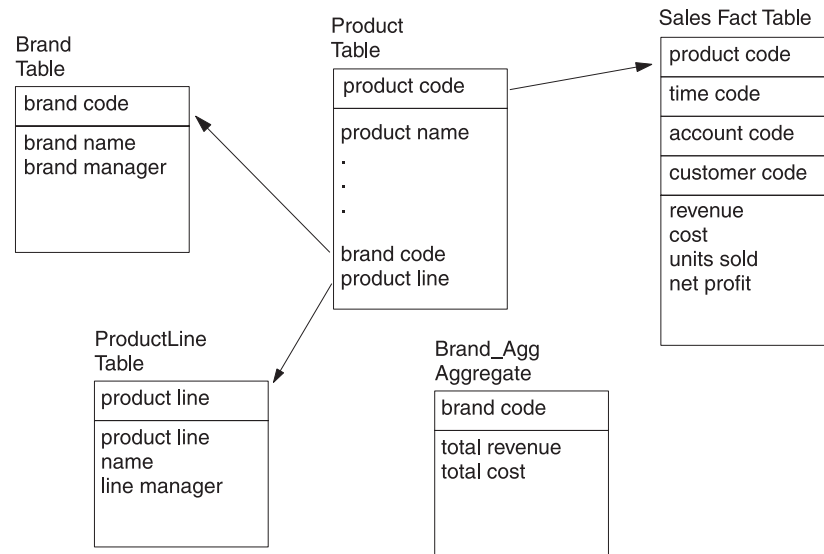 Brand
Table
brand code
brand name
brand manager
Product
Table
product code
product name
.
.
.
brand code
product line
Sales Fact Table
product code
time code
account code
customer code
revenue
cost
units sold
net profit
ProductLine
Table
product line
product line
name
line manager
Brand_Agg
Aggregate
brand code
total revenue
total cost